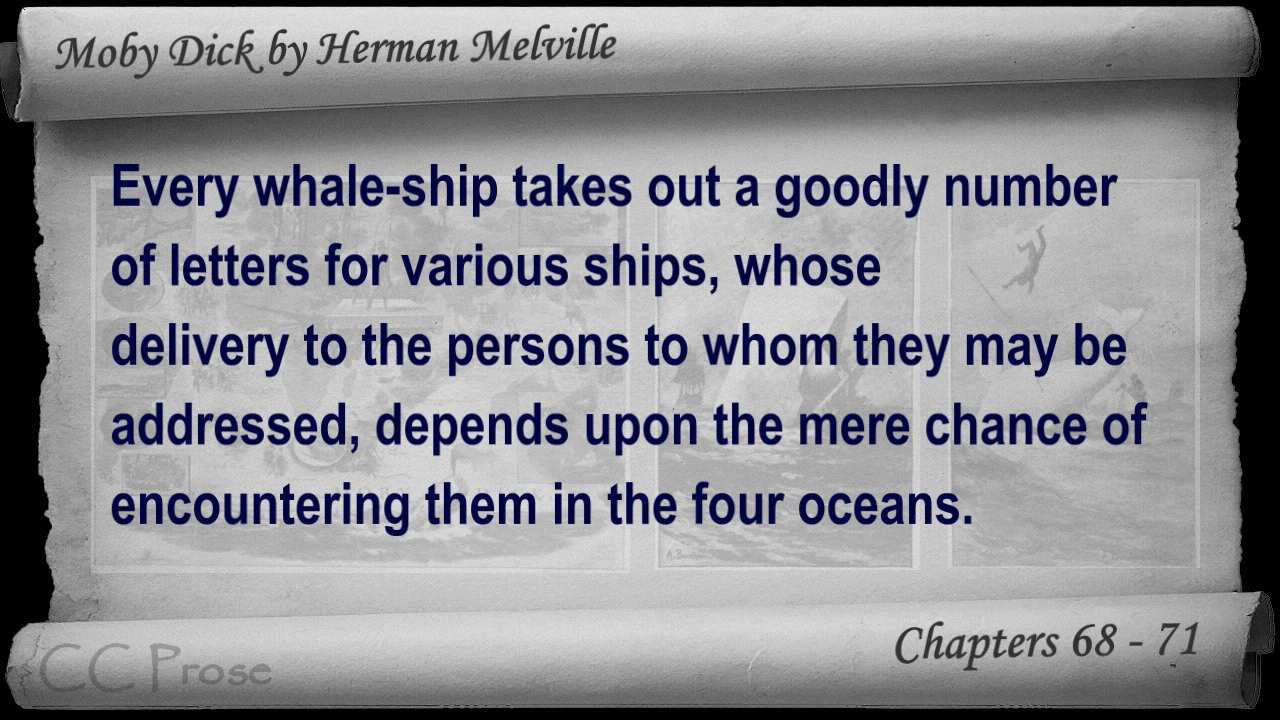 Moby Dick by Herman Melville
Every whale-ship takes out a goodly number
of letters for various ships, whose
delivery to the persons to whom they may be
addressed, depends upon the mere chance of
encountering them in the four oceans.
Chapters 68 - 71
CC Prose